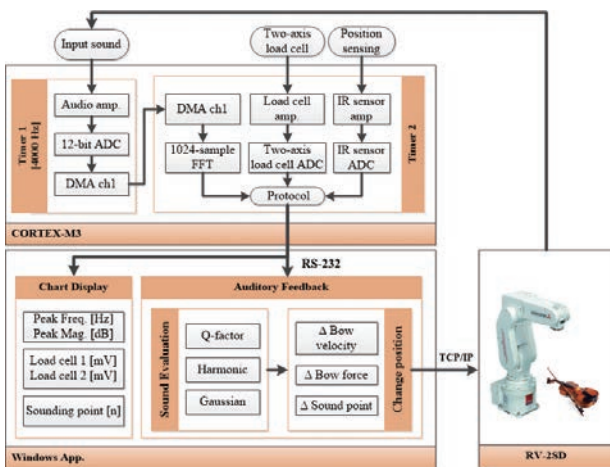 Input sound
Two-axis
load cell
Position
sensing
Timer 1
[4000 Hz]
Audio amp.
12-bit ADC
DMA ch1
DMA ch1
1024-sample
FFT
Load cell
amp.
Two-axis
load cell ADC
IR sensor
amp
IR sensor
ADC
Timer 2
Protocol
CORTEX-M3
RS-232
Chart Display
Peak Freq. [Hz]
Peak Mag. [dB]
Load cell 1 [mV]
Load cell 2 [mV]
Sounding point [n]
Auditory Feedback
Sound Evaluation
Q-factor
Harmonic
Gaussian
Δ Bow
velocity
Δ Bow force
Δ Sound point
Change position
TCP/IP
Windows App.
RV-2SD